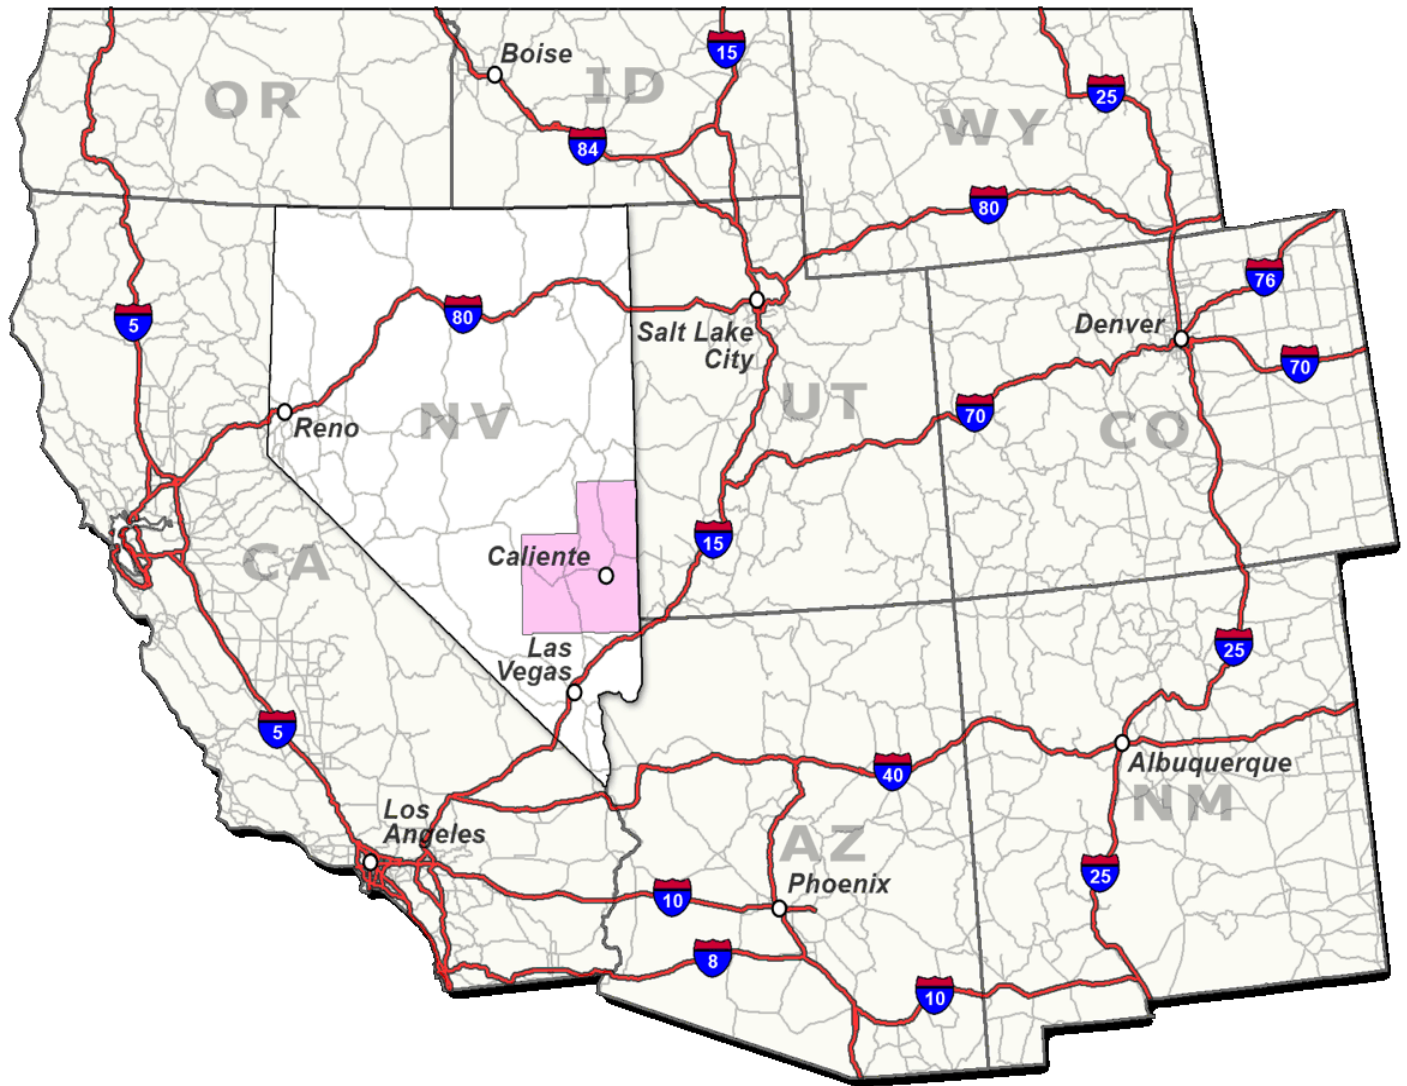 15
Boise
ID
OR
84
25
WY
80
76
5
80
Salt Lake
City
Denver
70
UT
70
CO
NV
Reno
15
Caliente
CA
Las
Vegas
25
5
40
Albuquerque
NM
Los
Angeles
AZ
Phoenix
25
10
8
10